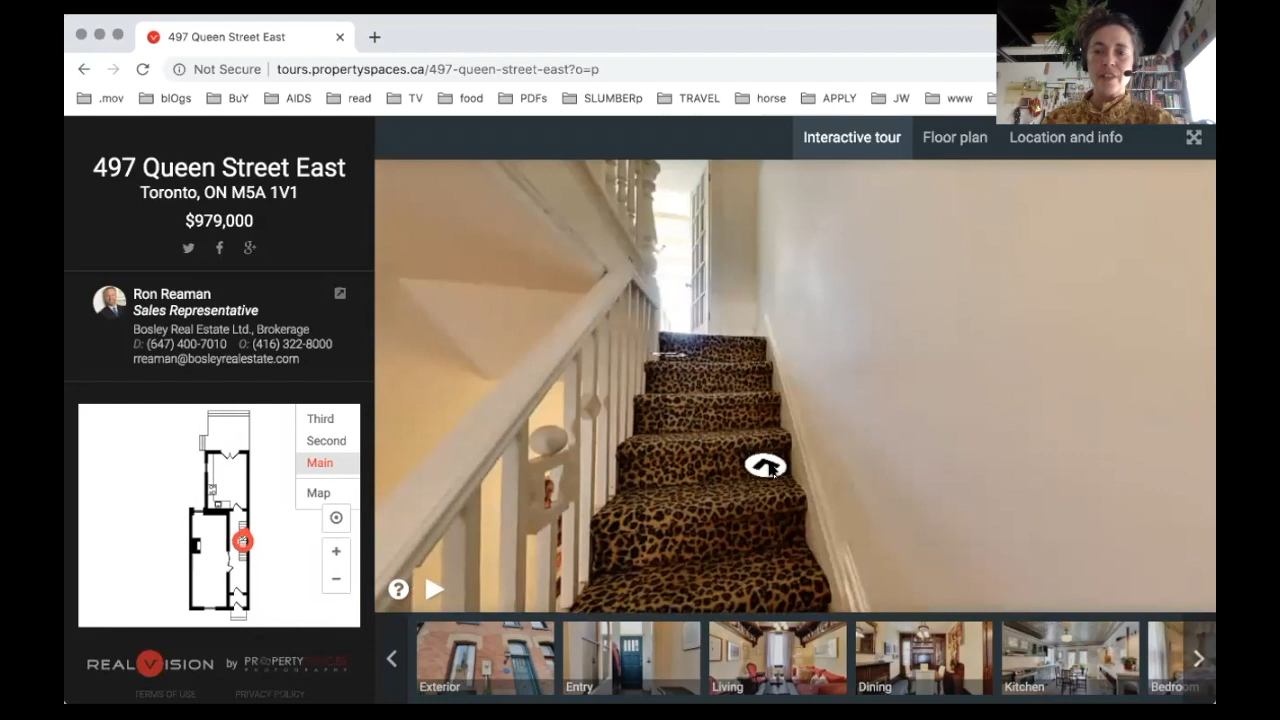 497 Queen Street East
Not Secure | tours.propertyspaces.ca/497-queen-street-east?o=p
.mov blOgs BuY AIDS read TV food PDFs SLUMBERp TRAVEL horse APPLY JW www
Interactive tour Floor plan Location and info
497 Queen Street East
Toronto, ON M5A 1V1
$979,000
Ron Reaman
Sales Representative
Bosley Real Estate Ltd., Brokerage
D: (647) 400-7010 O: (416) 322-8000
rreaman@bosleyrealestate.com
Third
Second
Main
Map
REALVISION by PROPERTYSPACES
PHOTOGRAPHY
TERMS OF USE PRIVACY POLICY
Exterior Entry Living Dining Kitchen Bedroom